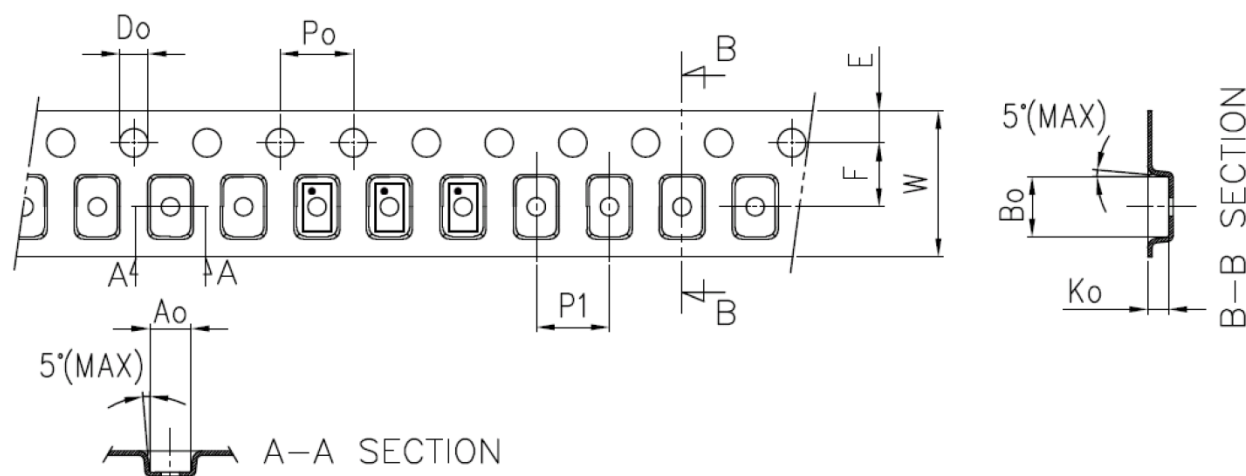 Do
Po
B
E
5°(MAX)
F
W
Bo
B-B SECTION
A
A
Ao
P1
B
Ko
5°(MAX)
A-A SECTION